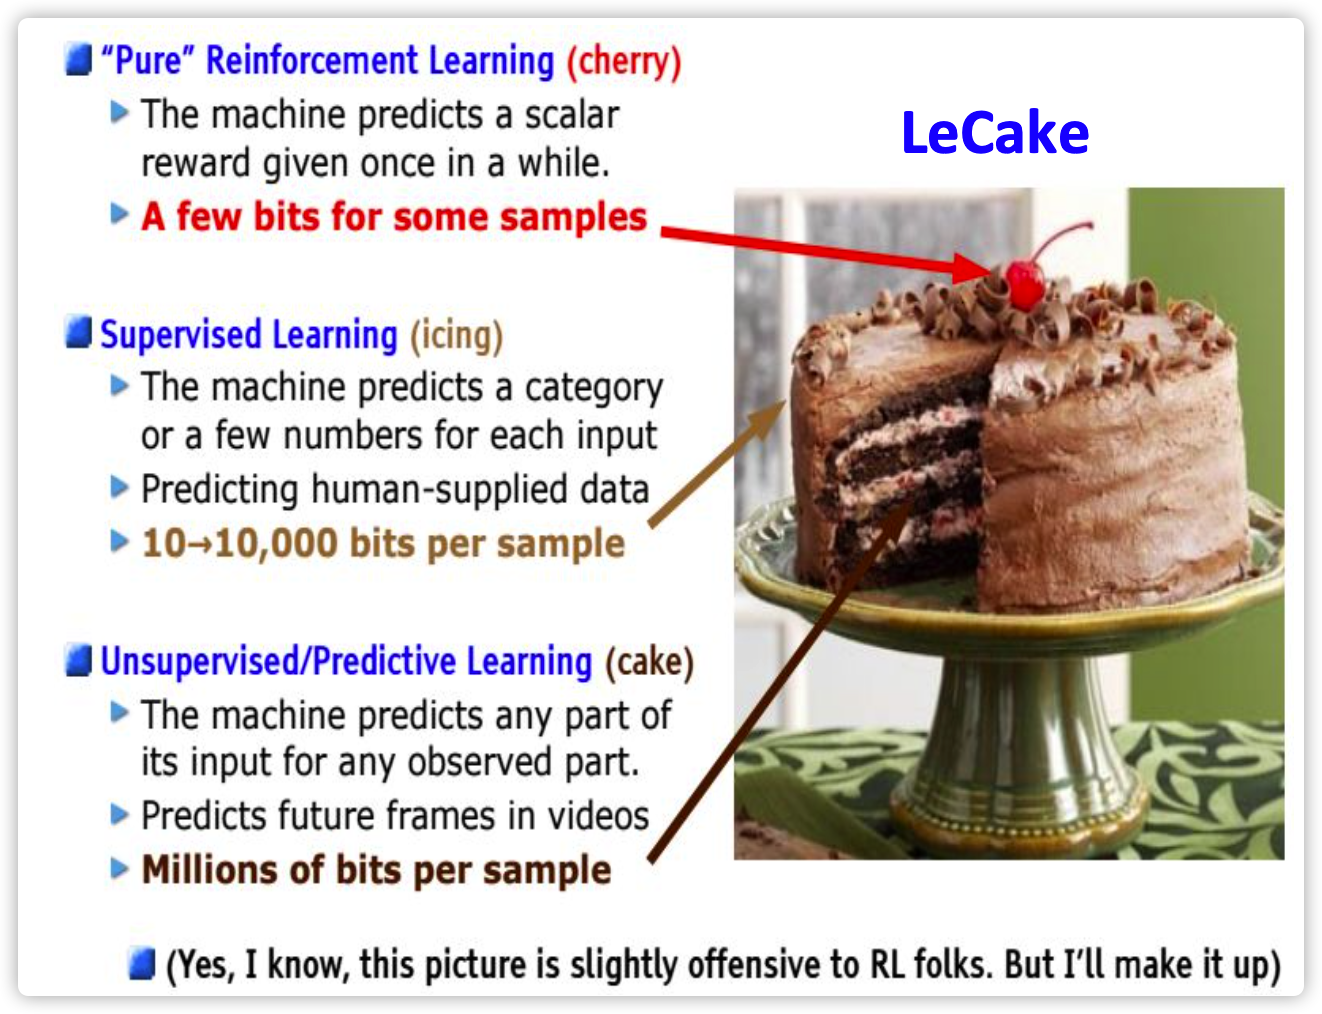 “Pure” Reinforcement Learning (cherry)
The machine predicts a scalar
reward given once in a while.
A few bits for some samples
Supervised Learning (icing)
The machine predicts a category
or a few numbers for each input
Predicting human-supplied data
10→10,000 bits per sample
Unsupervised/Predictive Learning (cake)
The machine predicts any part of
its input for any observed part.
Predicts future frames in videos
Millions of bits per sample
(Yes, I know, this picture is slightly offensive to RL folks. But I’ll make it up)
LeCake